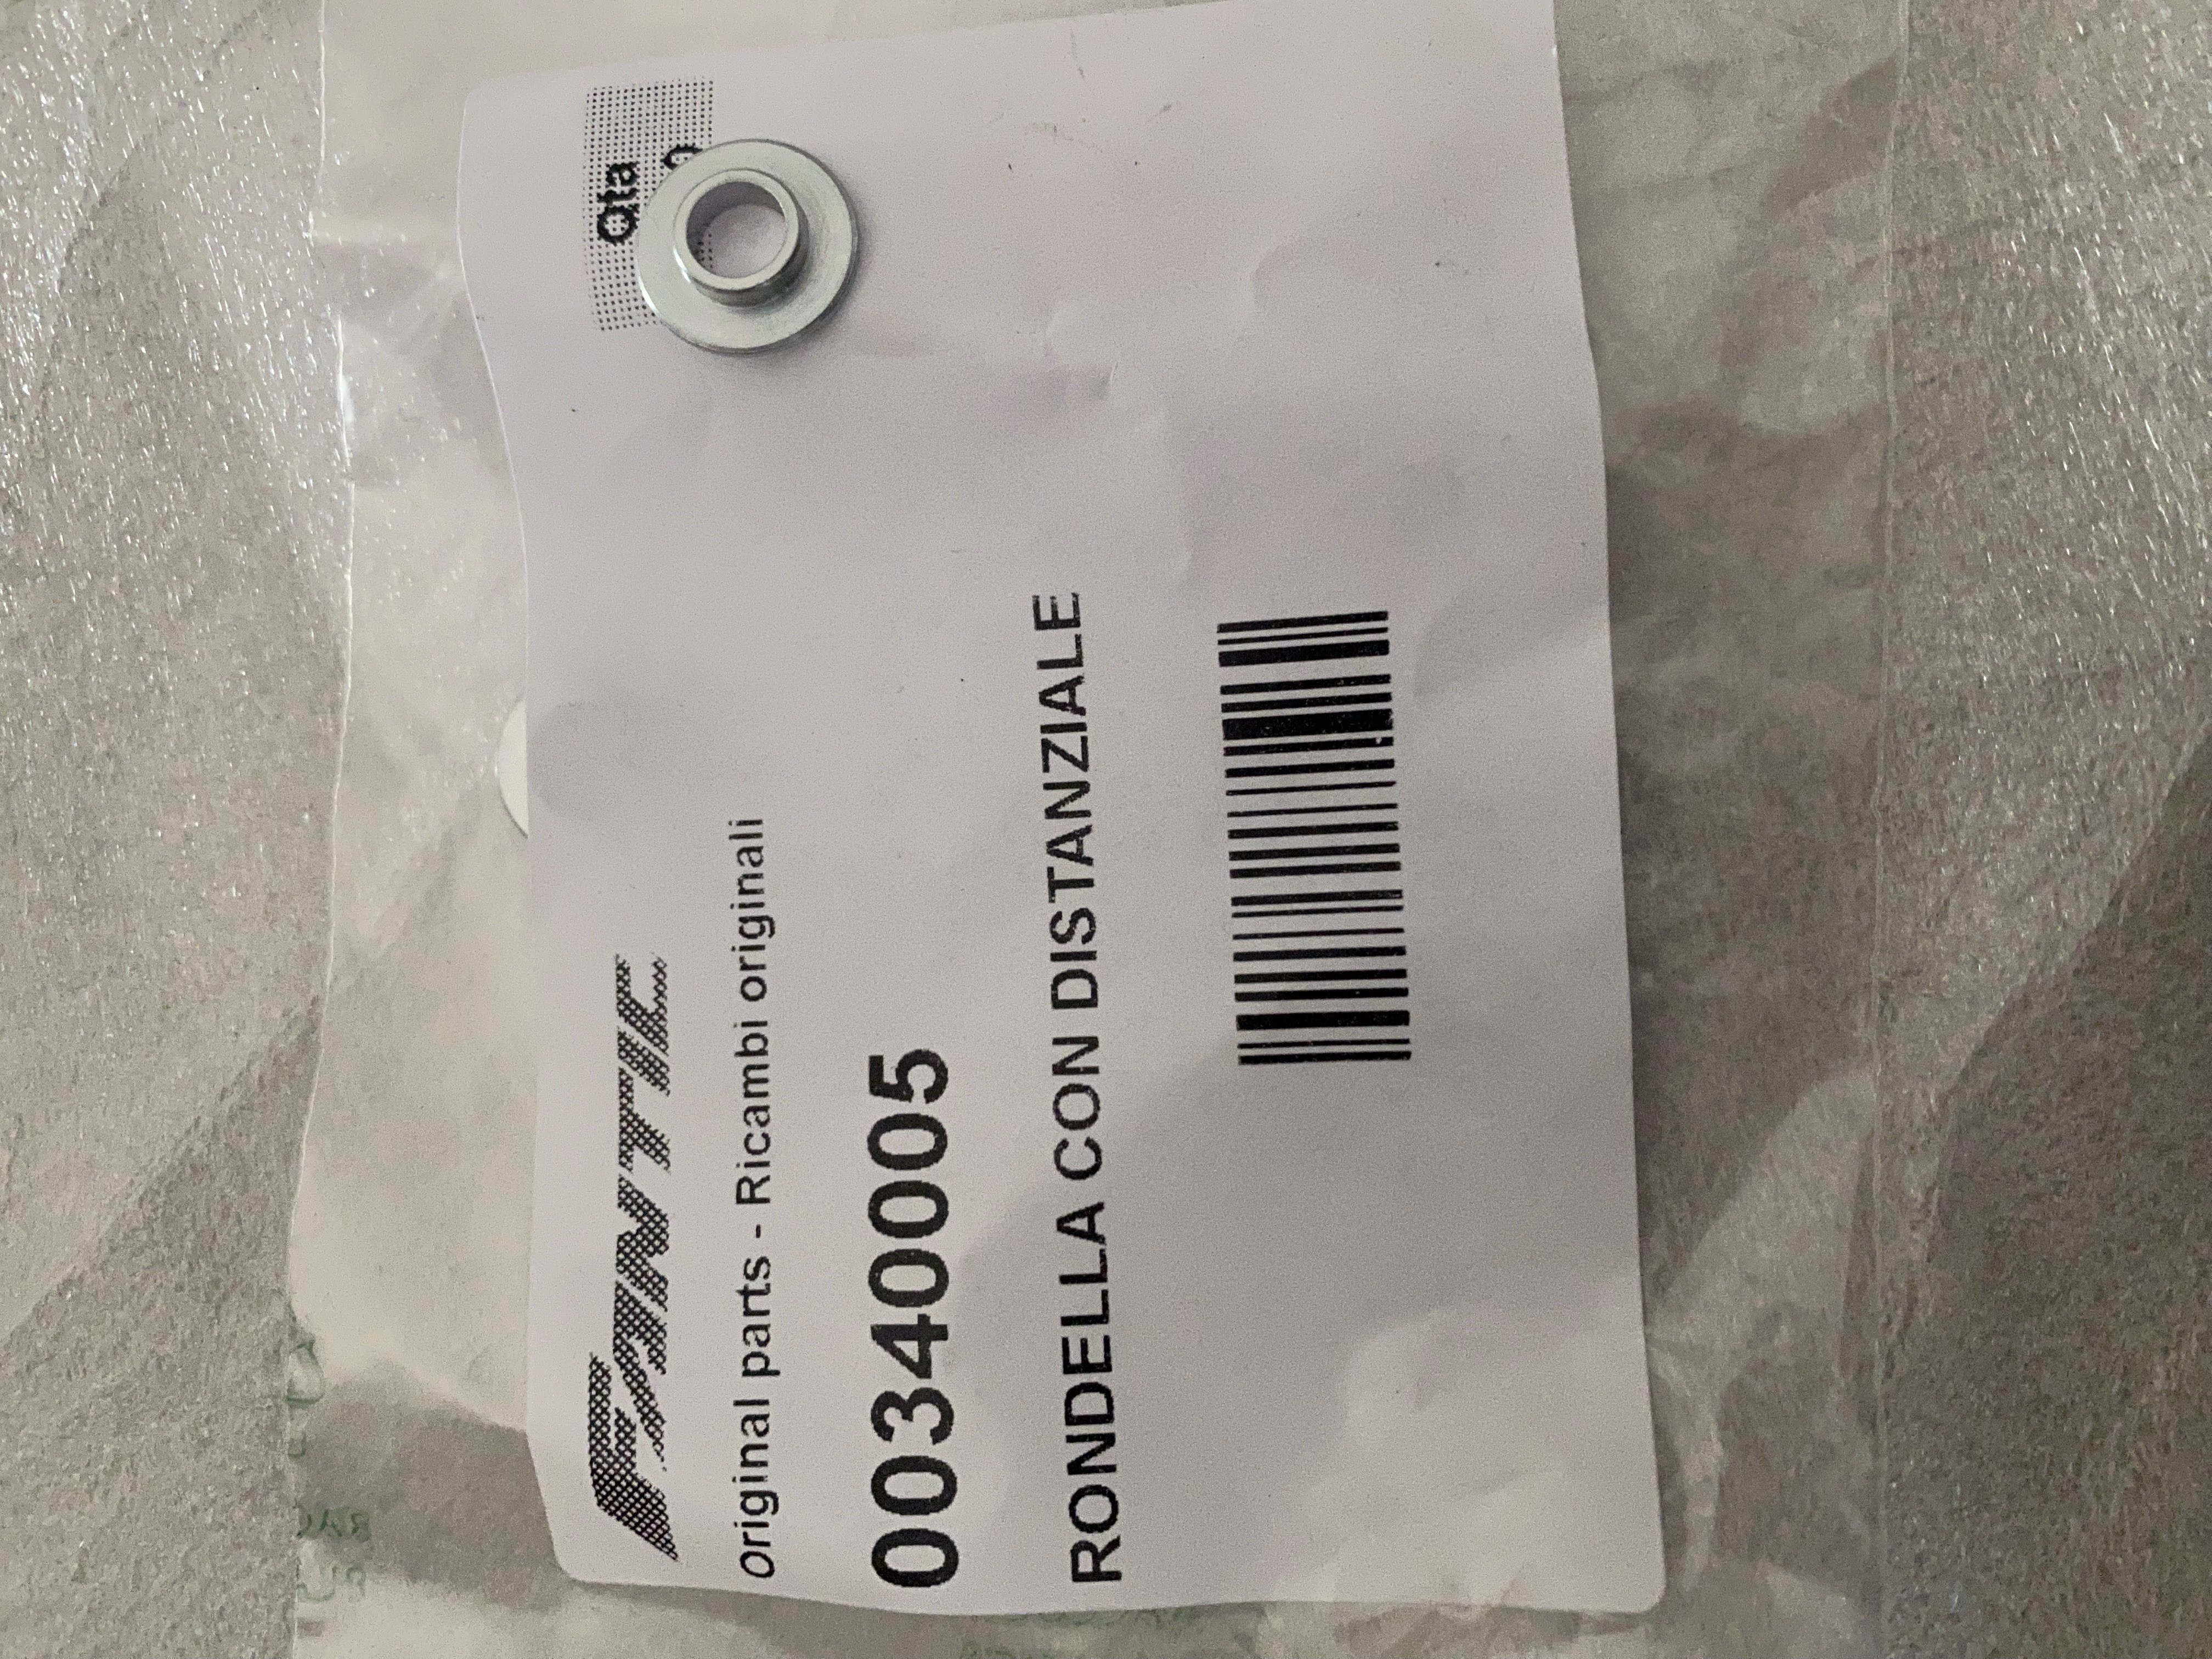 FANTIC
Qta
Original parts - Ricambi originali
00340005
RONDELLA CON DISTANZIALE